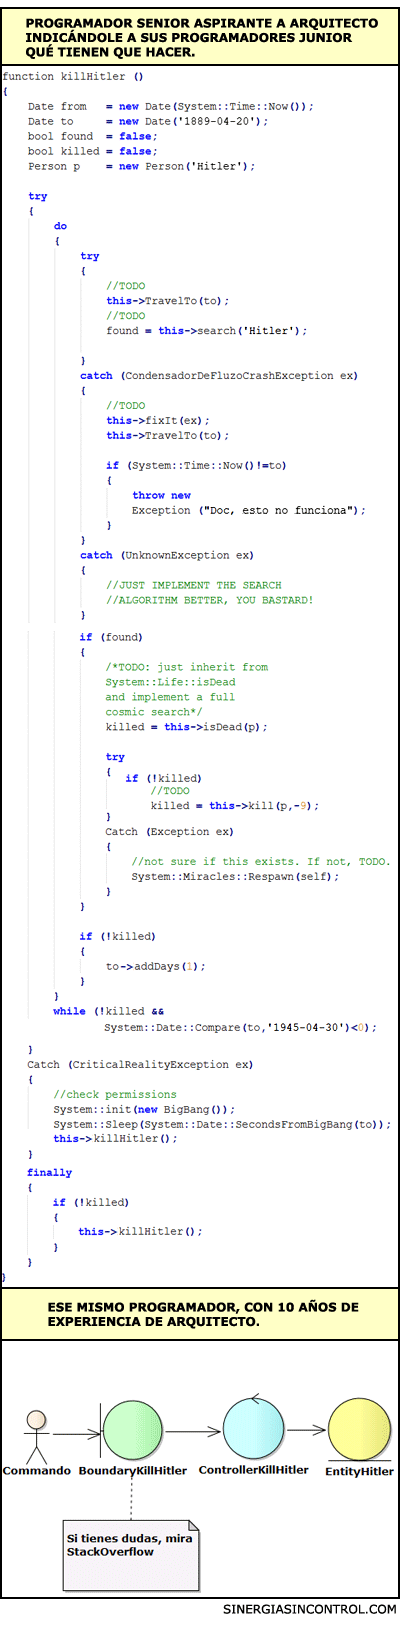 PROGRAMADOR SENIOR ASPIRANTE A ARQUITECTO
INDICÁNDOLE A SUS PROGRAMADORES JUNIOR
QUÉ TIENEN QUE HACER.
function killHitler ()
{
Date from = new Date(System::Time::Now());
Date to = new Date('1889-04-20');
bool found = false;
bool killed = false;
Person p = new Person('Hitler');
try
{
do
{
try
{
//TODO
this->TravelTo(to);
//TODO
found = this->search('Hitler');
}
catch (CondensadorDeFluzoCrashException ex)
{
//TODO
this->fixIt(ex);
this->TravelTo(to);
if (System::Time::Now()!=to)
{
throw new
Exception ("Doc, esto no funciona");
}
}
catch (UnknownException ex)
{
//JUST IMPLEMENT THE SEARCH
//ALGORITHM BETTER, YOU BASTARD!
}
if (found)
{
/*TODO: just inherit from
System::Life::isDead
and implement a full
cosmic search*/
killed = this->isDead(p);
try
{
if (!killed)
//TODO
killed = this->kill(p,-9);
}
Catch (Exception ex)
{
//not sure if this exists. If not, TODO.
System::Miracles::Respawn(self);
}
}
if (!killed)
{
to->addDays(1);
}
}
while (!killed &&
System::Date::Compare(to,'1945-04-30')<0);
}
Catch (CriticalRealityException ex)
{
//check permissions
System::init(new BigBang());
System::Sleep(System::Date::SecondsFromBigBang(to));
this->killHitler();
}
finally
{
if (!killed)
{
this->killHitler();
}
}
}
ESE MISMO PROGRAMADOR, CON 10 AÑOS DE
EXPERIENCIA DE ARQUITECTO.
Commando BoundaryKillHitler ControllerKillHitler EntityHitler
Si tienes dudas, mira
StackOverflow
SINERGIASINCONTROL.COM